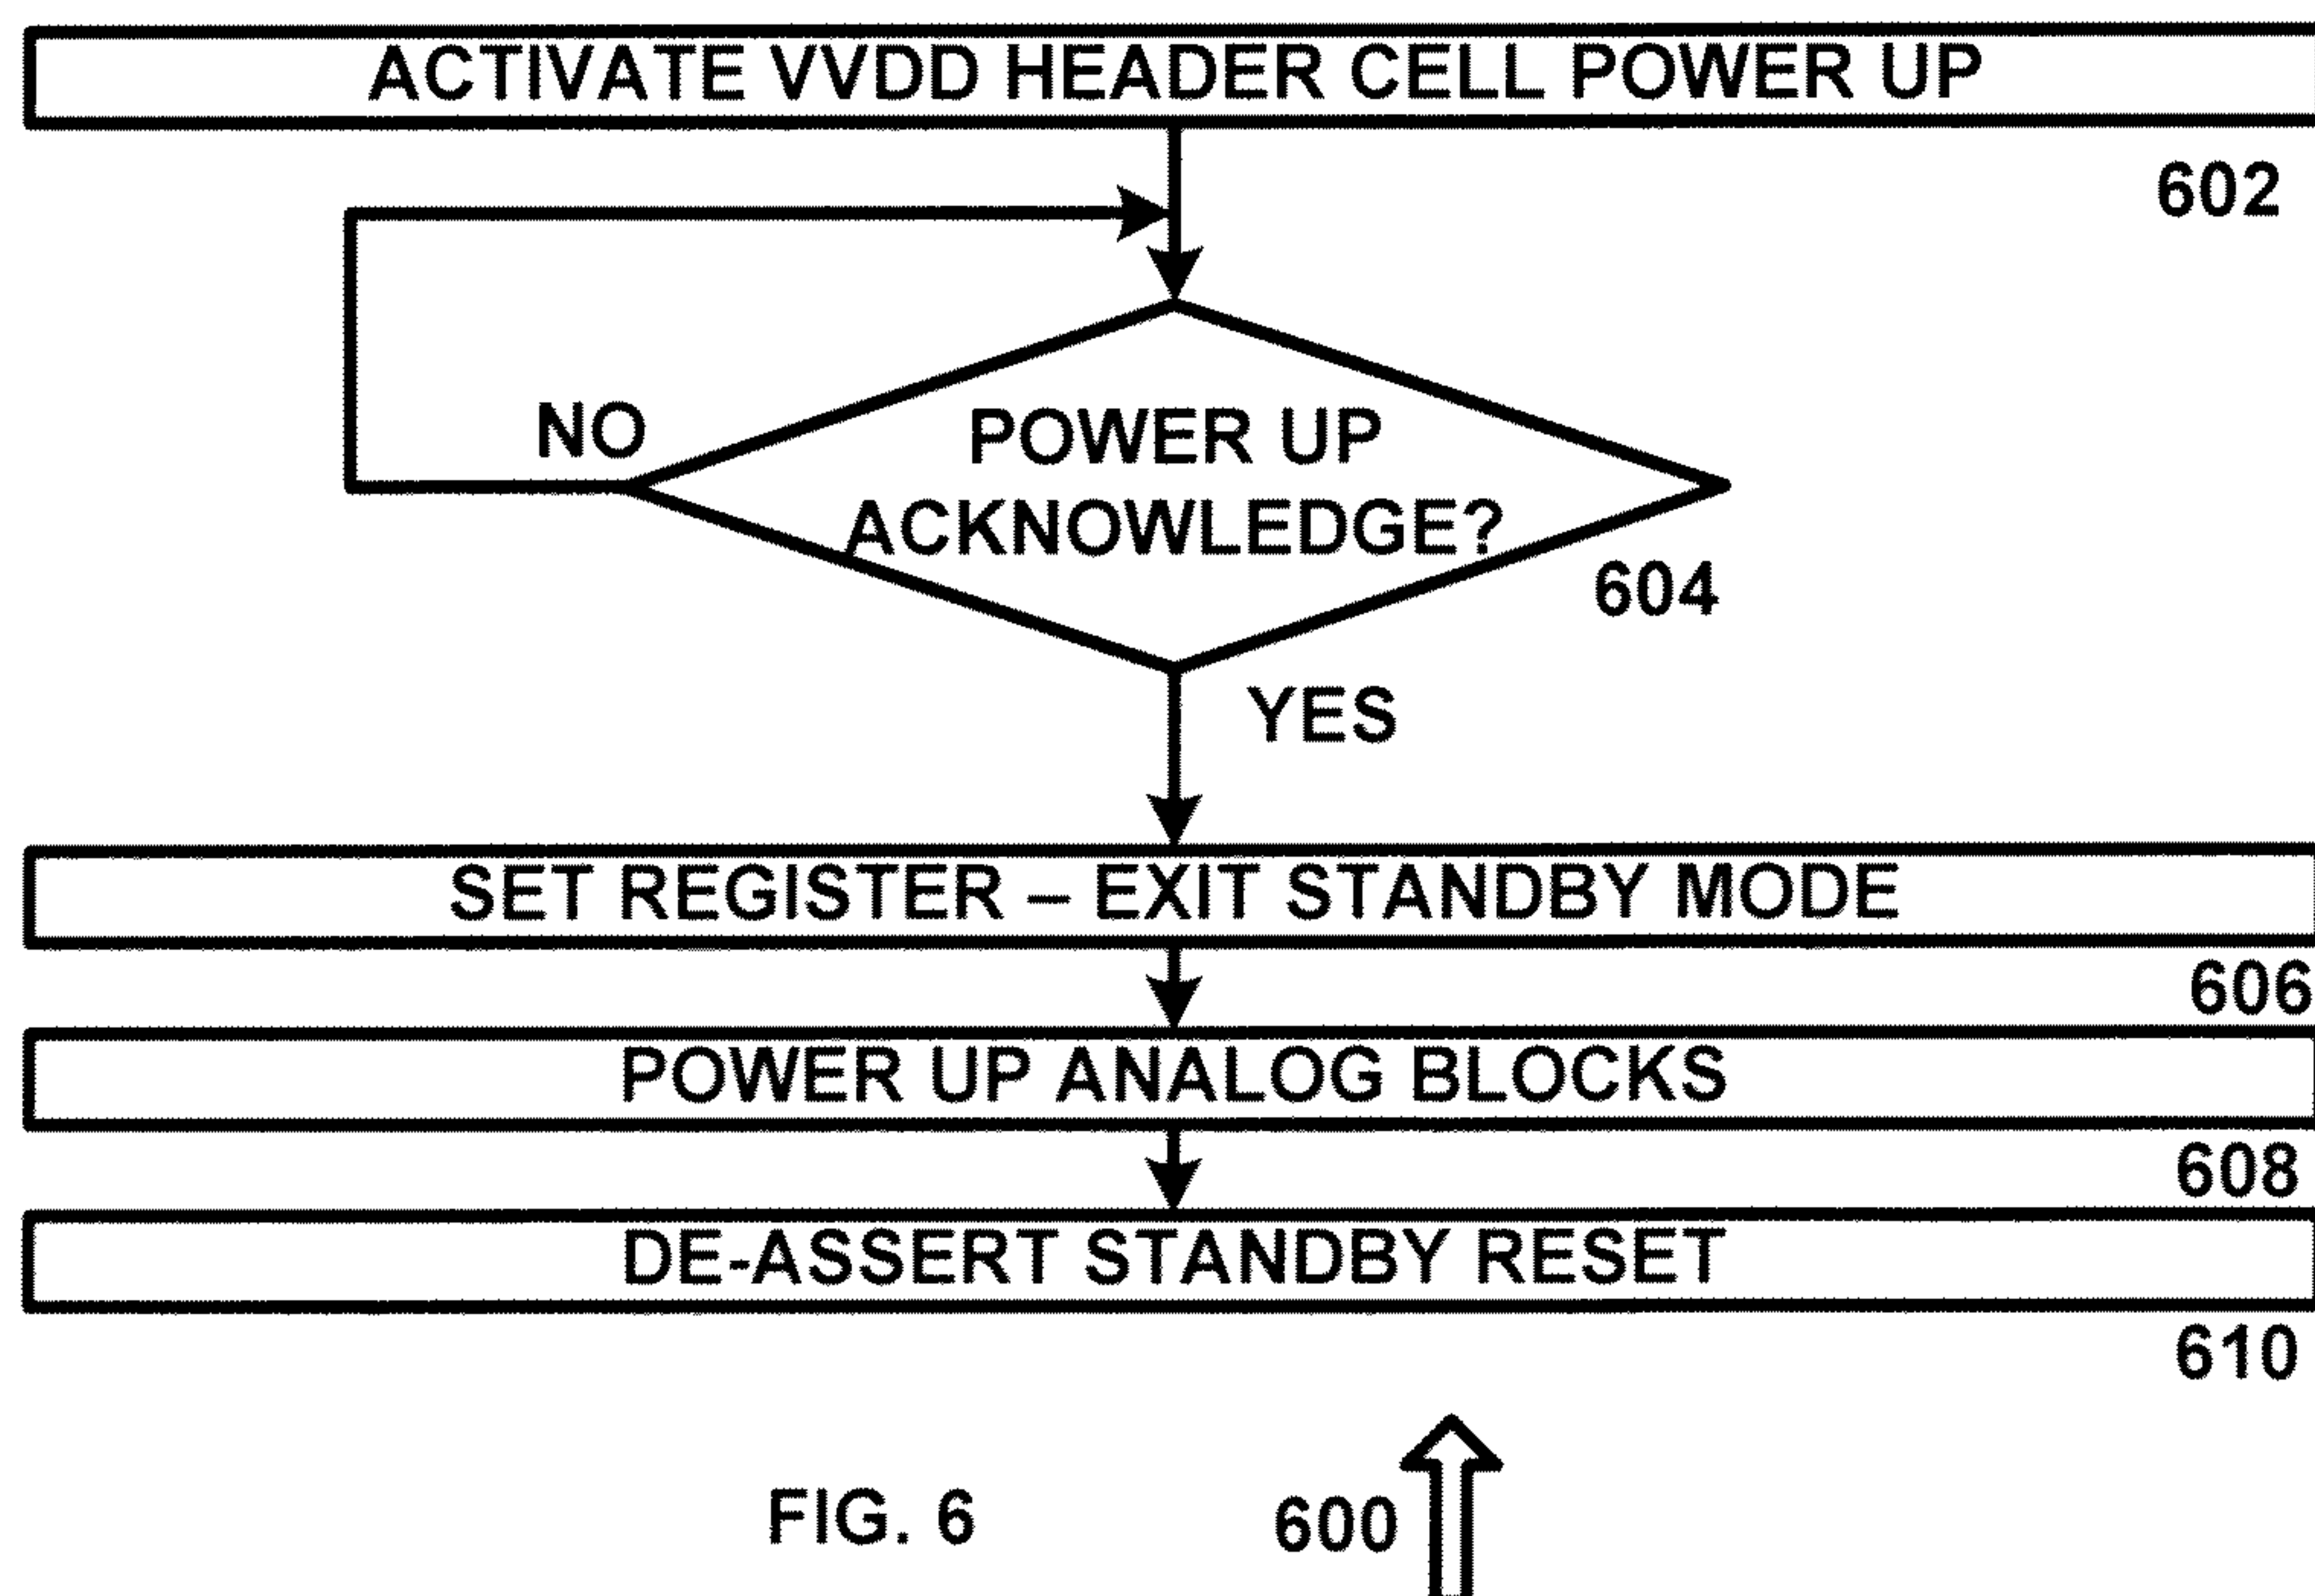 ACTIVATE VVDD HEADER CELL POWER UP
602
NO
POWER UP
ACKNOWLEDGE?
604
YES
SET REGISTER – EXIT STANDBY MODE
606
POWER UP ANALOG BLOCKS
608
DE-ASSERT STANDBY RESET
610
FIG. 6
600